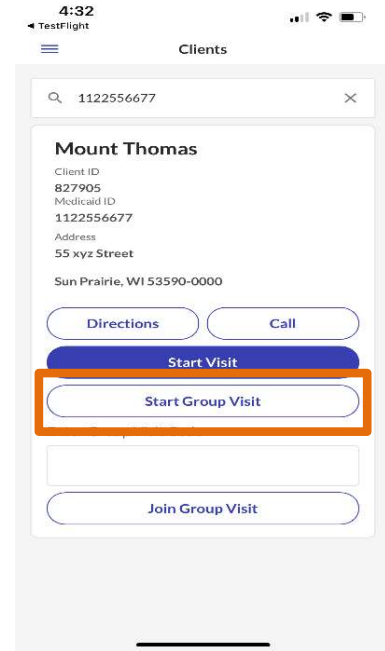 4:32
◀ TestFlight
Clients
1122556677
Mount Thomas
Client ID
827905
Medicaid ID
1122556677
Address
55 xyz Street
Sun Prairie, WI 53590-0000
Directions
Call
Start Visit
Start Group Visit
Join Group Visit